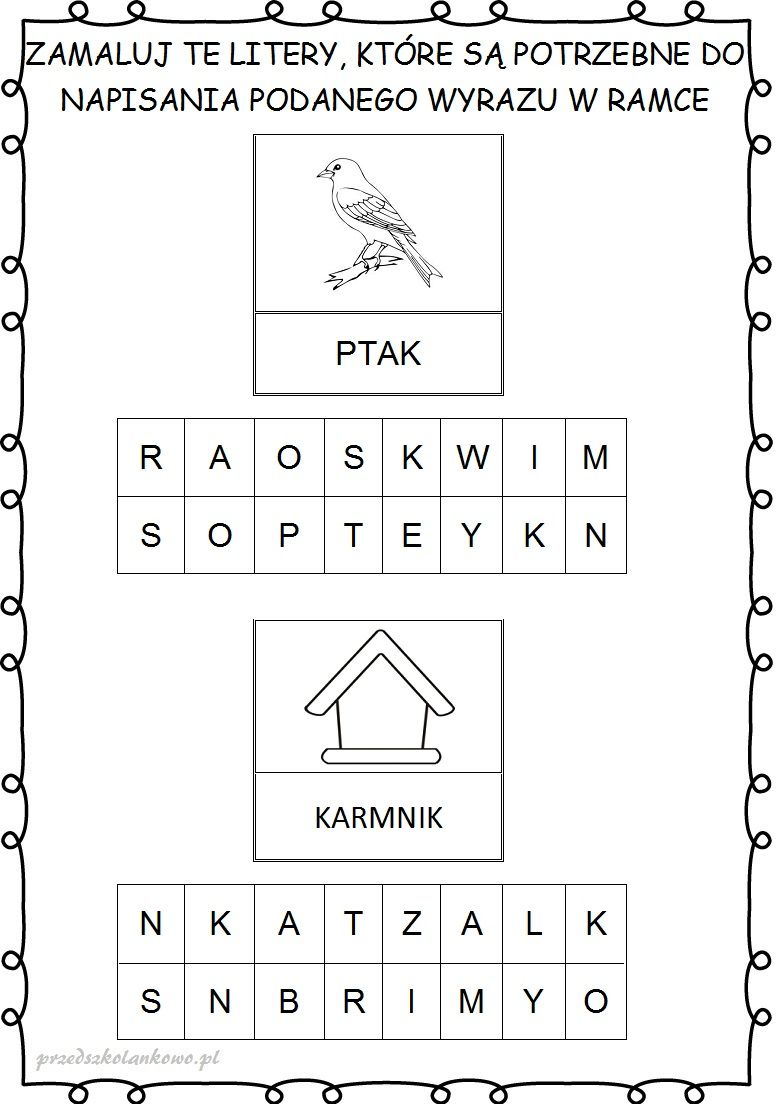 ZAMALUJ TE LITERY, KTÓRE SĄ POTRZEBNE DO
NAPISANIA PODANEGO WYRAZU W RAMCE
PTAK
R A O S K W I M
S O P T E Y K N
KARMNIK
N K A T Z A L K
S N B R I M Y O
przedszkolankowo.pl